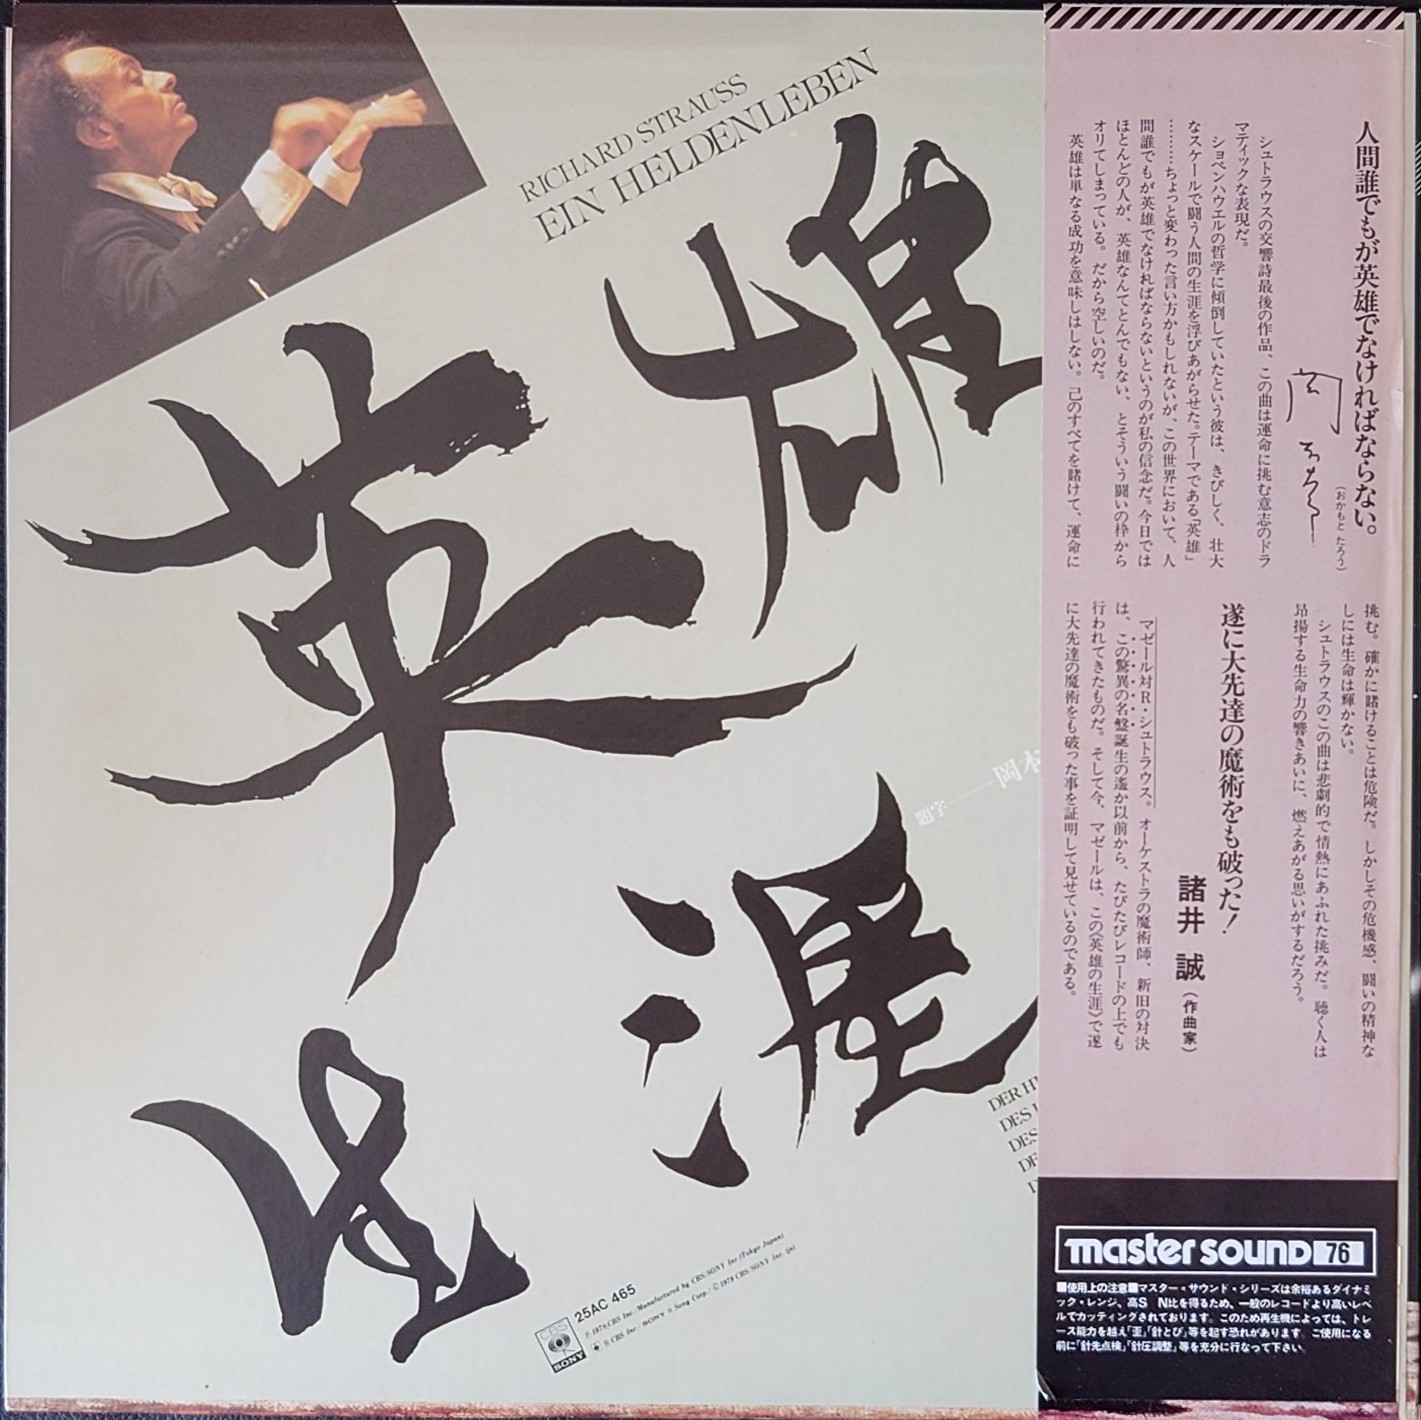 RICHARD STRAUSS
EIN HELDENLEBEN
英雄
生涯
題字——岡本
DER H
DES
DES
DE
D
25AC 465
℗ 1978 CBS Inc./Manufactured by CBS/SONY Inc. (Tokyo Japan)
CBS
SONY
人間誰でもが英雄でなければならない。
(おかもと たろう)
シュトラウスの交響詩最後の作品、この曲は運命に挑む意志のドラ
マティックな表現だ。
ショペンハウエルの哲学に傾倒していたという彼は、きびしく、壮大
なスケールで闘う人間の生涯を浮びあがらせた。テーマである「英雄」
………ちょっと変わった言い方かもしれないが、この世界において、人
間誰でもが英雄でなければならないというのが私の信念だ。今日では
ほとんどの人が、英雄なんてとんでもない、とそういう闘いの枠から
オリてしまっている。だから空しいのだ。
英雄は単なる成功を意味しはしない。己のすべてを賭けて、運命に
挑む。確かに賭けることは危険だ。しかしその危機感、闘いの精神な
しには生命は輝かない。
シュトラウスのこの曲は悲劇的で情熱にあふれた挑みだ。聴く人は
昂揚する生命力の響きあいに、燃えあがる思いがするだろう。
遂に大先達の魔術をも破った!
諸井 誠(作曲家)
マゼール対R・シュトラウス。オーケストラの魔術師、新旧の対決
は、この驚異の名盤誕生の遙か以前から、たびたびレコードの上でも
行われてきたものだ。そして今、マゼールは、この《英雄の生涯》で遂
に大先達の魔術をも破った事を証明して見せているのである。
master sound 76
■使用上の注意■マスター・サウンド・シリーズは余裕あるダイナミ
ック・レンジ、高S N比を得るため、一般のレコードより高いレベ
ルでカッティングされております。このため再生機によっては、トレ
ース能力を越え「歪」「針とび」等を起す恐れがあります。ご使用になる
前に「針先点検」「針圧調整」等を充分に行なって下さい。